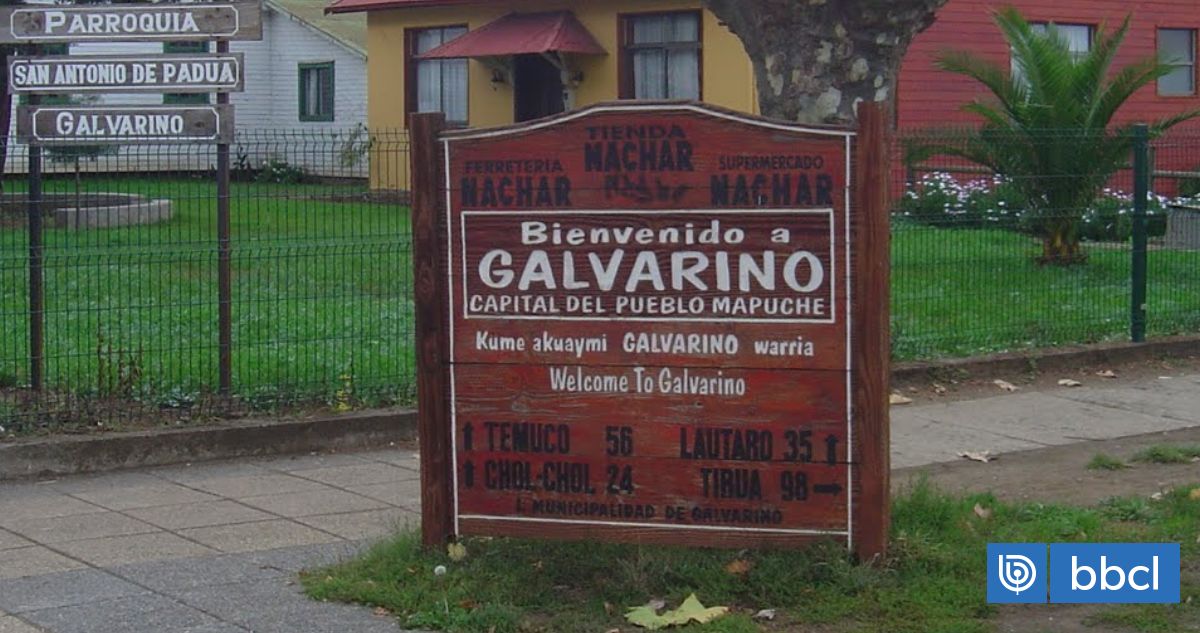 PARROQUIA
SAN ANTONIO DE PADUA
GALVARINO
TIENDA
NACHAR
FERRETERIA
NACHAR
SUPERMERCADO
NACHAR
Bienvenido a
GALVARINO
CAPITAL DEL PUEBLO MAPUCHE
Kume akuaymi GALVARINO warria
Welcome To Galvarino
↑ TEMUCO 56 LAUTARO 35 ↑
↑ CHOL-CHOL 24 TIRUA 98 →
I. MUNICIPALIDAD DE GALVARINO
bbcl